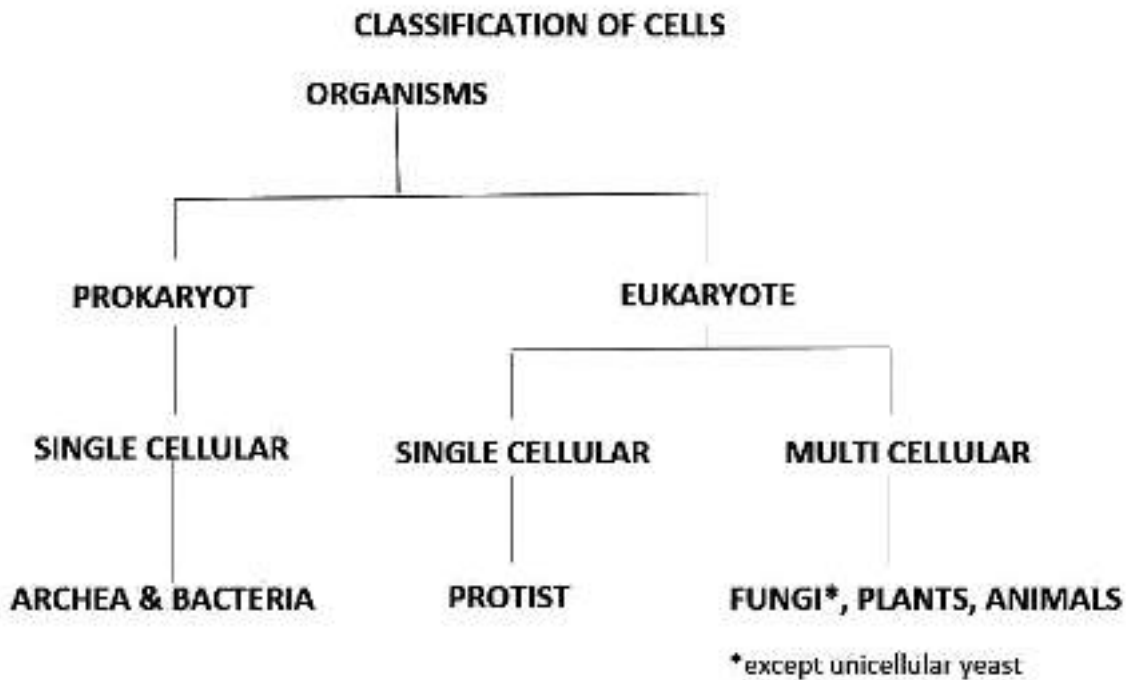 CLASSIFICATION OF CELLS
ORGANISMS
PROKARYOT
EUKARYOTE
SINGLE CELLULAR
SINGLE CELLULAR
MULTI CELLULAR
ARCHEA & BACTERIA
PROTIST
FUNGI*, PLANTS, ANIMALS
*except unicellular yeast